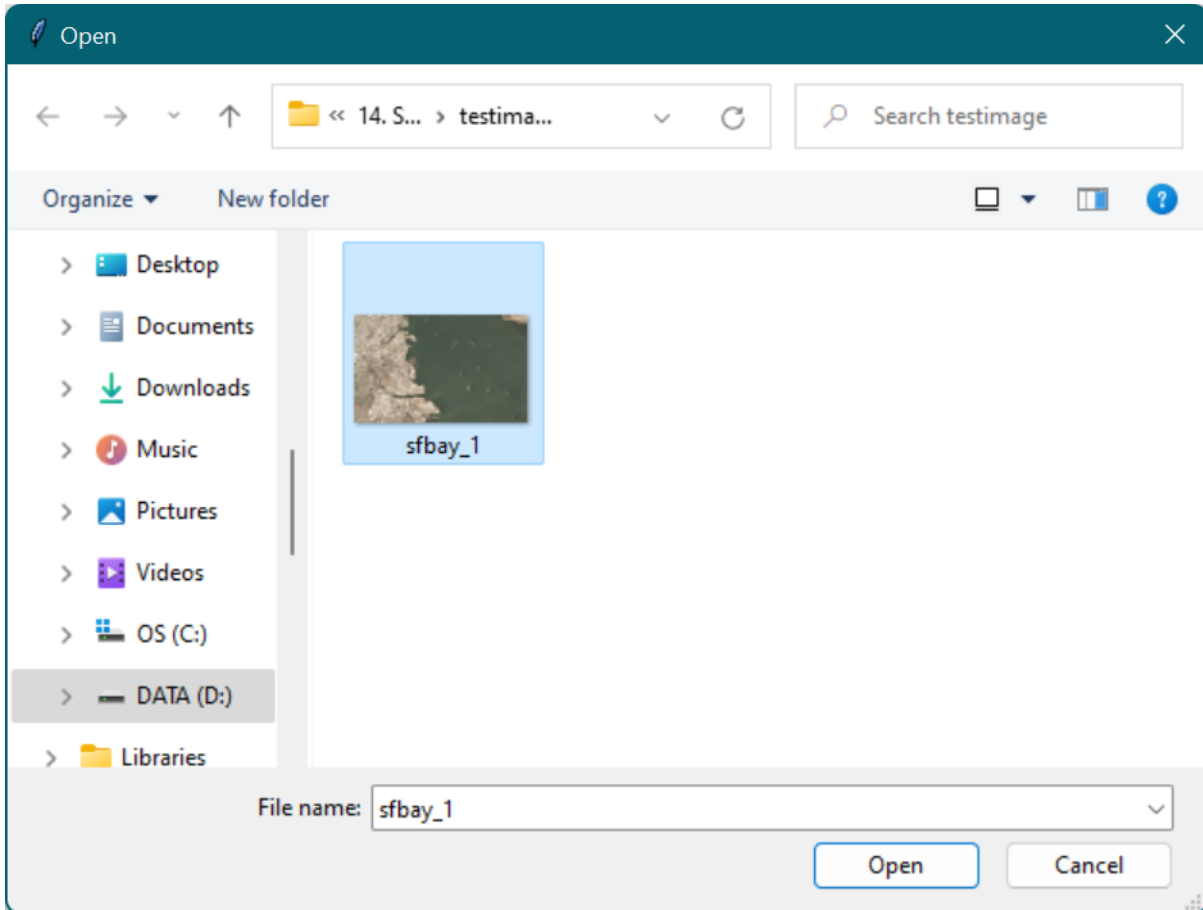 Open
« 14. S... › testima...
Search testimage
Organize
New folder
Desktop
Documents
Downloads
Music
Pictures
Videos
OS (C:)
DATA (D:)
Libraries
sfbay_1
File name: sfbay_1
Open
Cancel